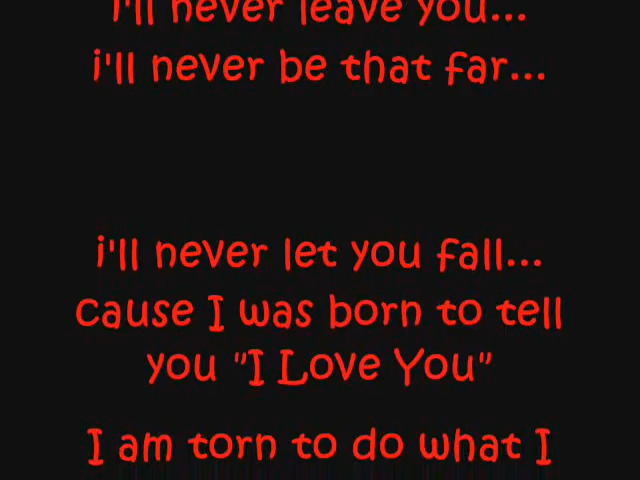 i'll never leave you...
i'll never be that far...
i'll never let you fall...
cause I was born to tell
you "I Love You"
I am torn to do what I